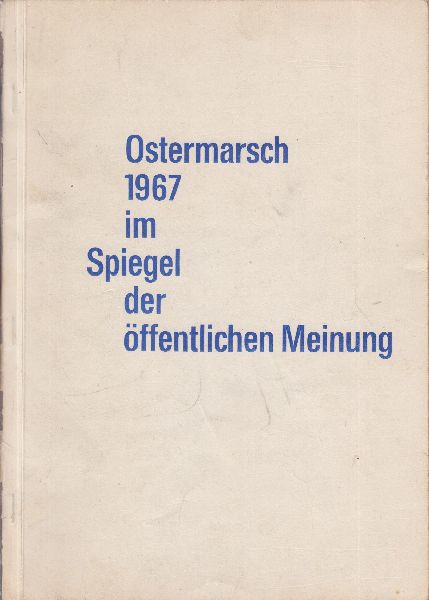 Ostermarsch
1967
im
Spiegel
der
öffentlichen Meinung